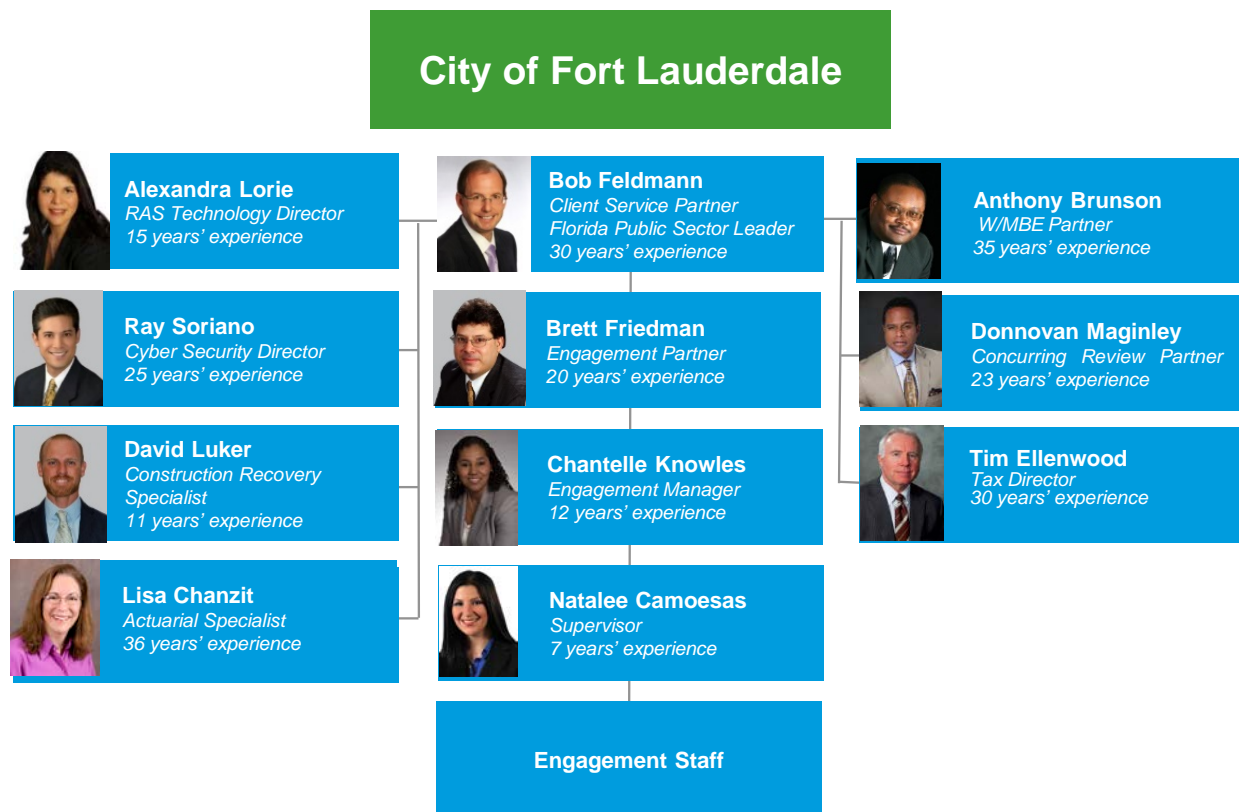 City of Fort Lauderdale
Alexandra Lorie
RAS Technology Director
15 years’ experience
Bob Feldmann
Client Service Partner
Florida Public Sector Leader
30 years’ experience
Anthony Brunson
W/MBE Partner
35 years’ experience
Ray Soriano
Cyber Security Director
25 years’ experience
Brett Friedman
Engagement Partner
20 years’ experience
Donnovan Maginley
Concurring Review Partner
23 years’ experience
David Luker
Construction Recovery
Specialist
11 years’ experience
Chantelle Knowles
Engagement Manager
12 years’ experience
Tim Ellenwood
Tax Director
30 years’ experience
Lisa Chanzit
Actuarial Specialist
36 years’ experience
Natalee Camoesas
Supervisor
7 years’ experience
Engagement Staff